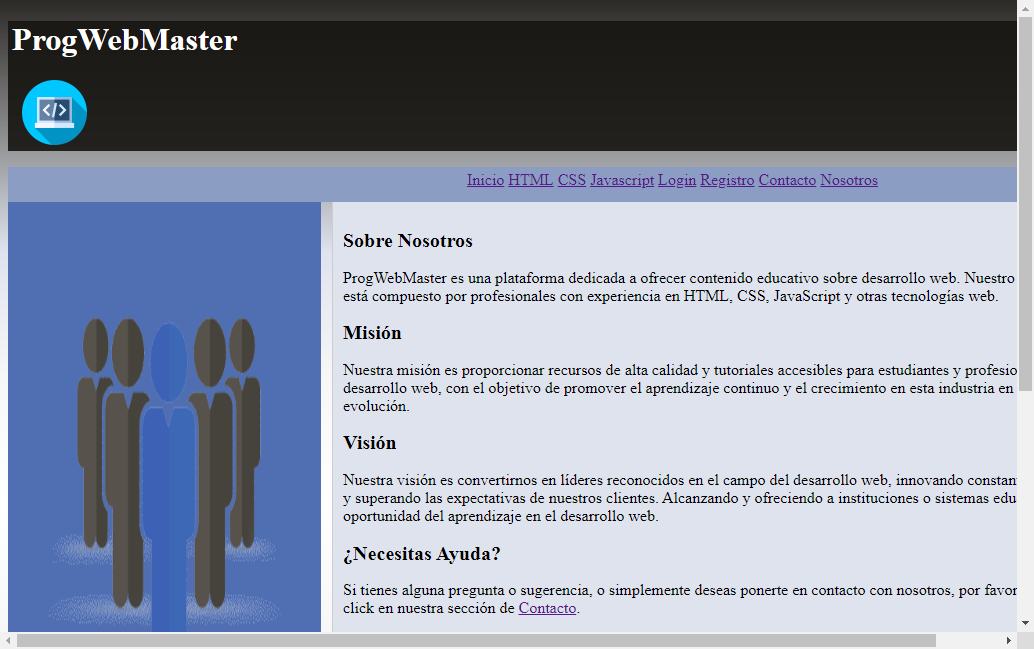 ProgWebMaster
</>
Inicio HTML CSS Javascript Login Registro Contacto Nosotros
Sobre Nosotros
ProgWebMaster es una plataforma dedicada a ofrecer contenido educativo sobre desarrollo web. Nuestro
está compuesto por profesionales con experiencia en HTML, CSS, JavaScript y otras tecnologías web.
Misión
Nuestra misión es proporcionar recursos de alta calidad y tutoriales accesibles para estudiantes y profesio
desarrollo web, con el objetivo de promover el aprendizaje continuo y el crecimiento en esta industria en
evolución.
Visión
Nuestra visión es convertirnos en líderes reconocidos en el campo del desarrollo web, innovando constan
y superando las expectativas de nuestros clientes. Alcanzando y ofreciendo a instituciones o sistemas edu
oportunidad del aprendizaje en el desarrollo web.
¿Necesitas Ayuda?
Si tienes alguna pregunta o sugerencia, o simplemente deseas ponerte en contacto con nosotros, por favor
click en nuestra sección de Contacto.